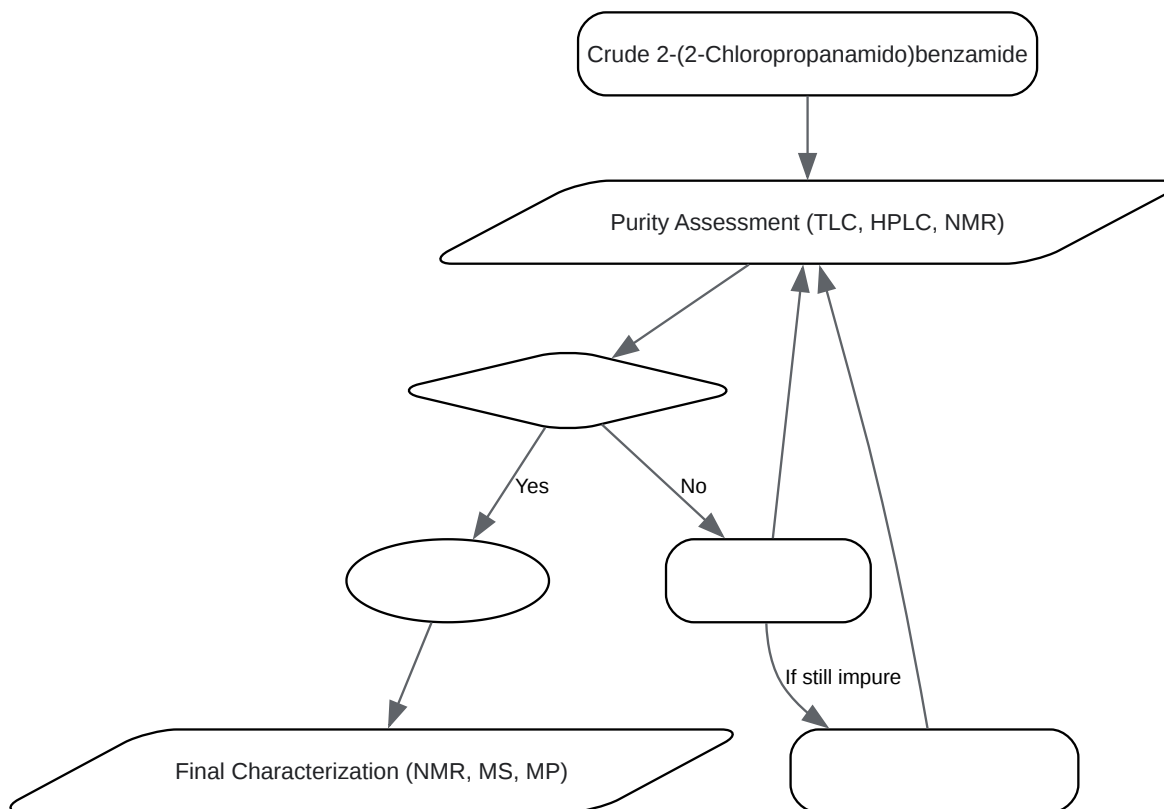 Crude 2-(2-Chloropropanamido)benzamide
Purity Assessment (TLC, HPLC, NMR)
Yes
No
If still impure
Final Characterization (NMR, MS, MP)